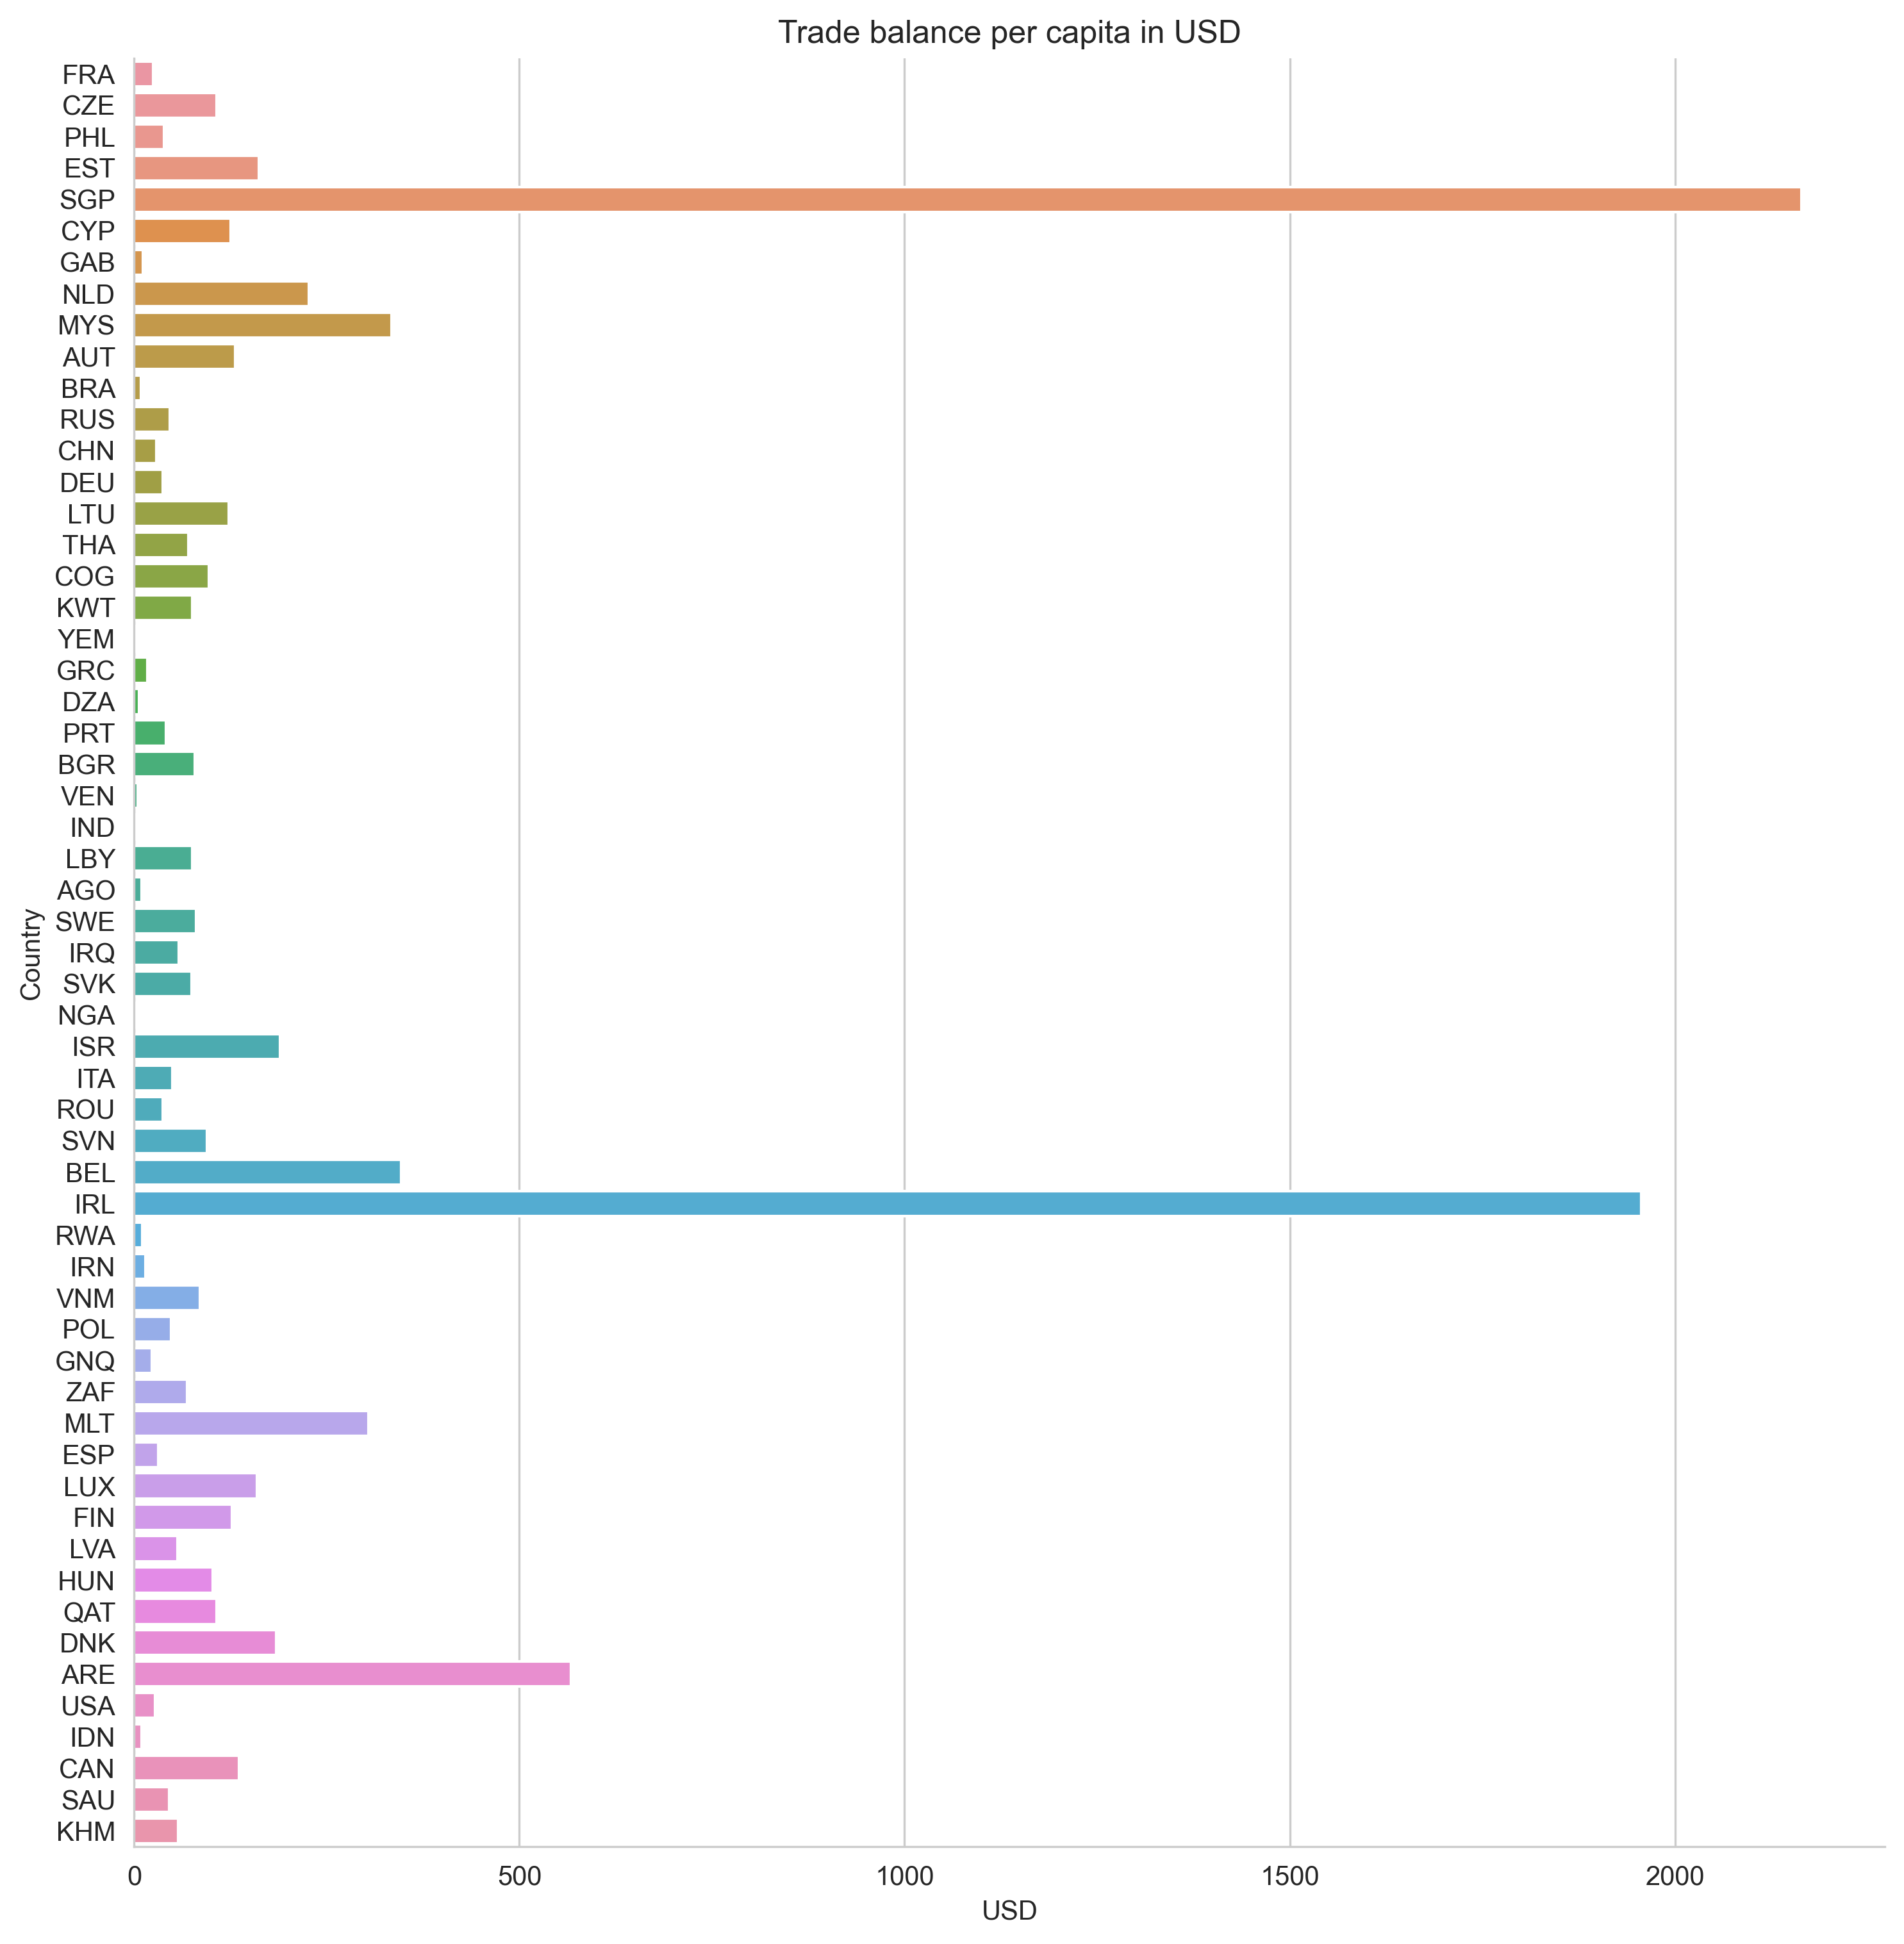 Trade balance per capita in USD
FRA
CZE
PHL
EST
SGP
CYP
GAB
NLD
MYS
AUT
BRA
RUS
CHN
DEU
LTU
THA
COG
KWT
YEM
GRC
DZA
PRT
BGR
VEN
IND
LBY
AGO
SWE
IRQ
SVK
NGA
ISR
ITA
ROU
SVN
BEL
IRL
RWA
IRN
VNM
POL
GNQ
ZAF
MLT
ESP
LUX
FIN
LVA
HUN
QAT
DNK
ARE
USA
IDN
CAN
SAU
KHM
Country
0 500 1000 1500 2000
USD